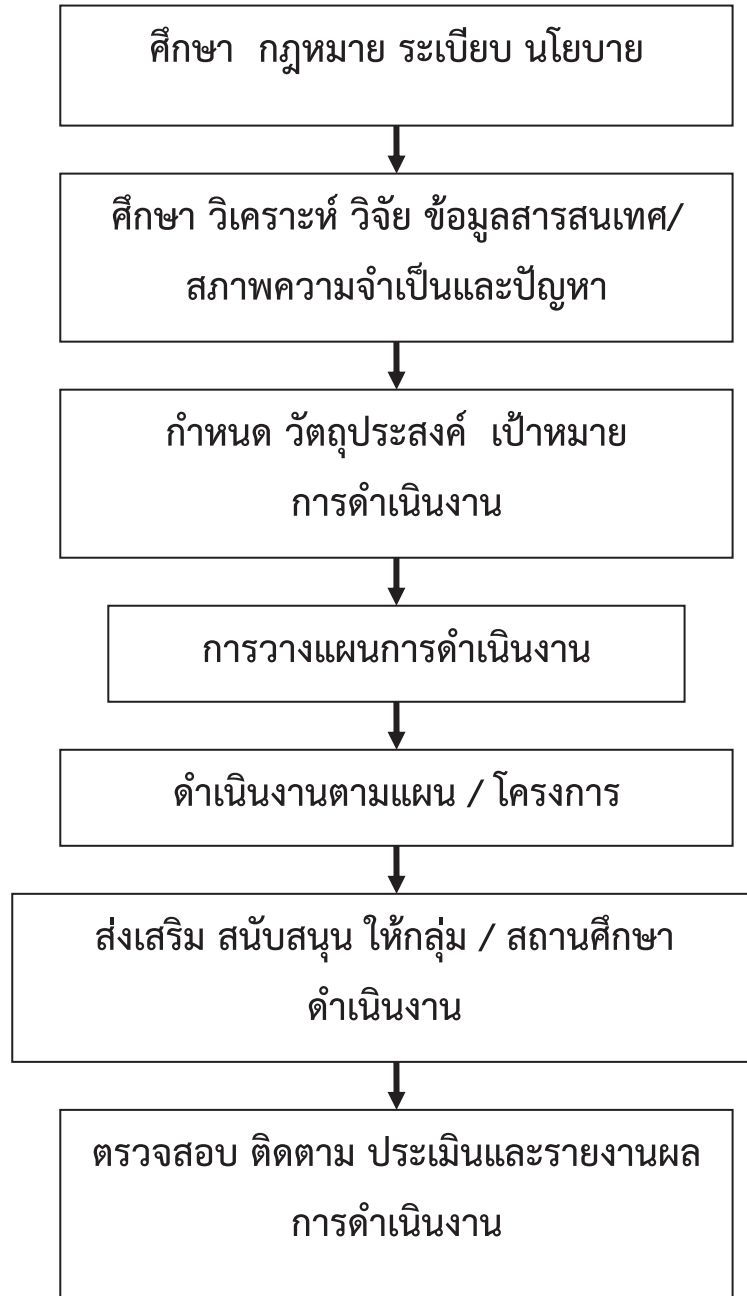 ศึกษา  กฎหมาย ระเบียบ นโยบาย
ศึกษา วิเคราะห์ วิจัย ข้อมูลสารสนเทศ/
สภาพความจำเป็นและปัญหา
กำหนด วัตถุประสงค์  เป้าหมาย
การดำเนินงาน
การวางแผนการดำเนินงาน
ดำเนินงานตามแผน / โครงการ
ส่งเสริม สนับสนุน ให้กลุ่ม / สถานศึกษา
ดำเนินงาน
ตรวจสอบ ติดตาม ประเมินและรายงานผล
การดำเนินงาน